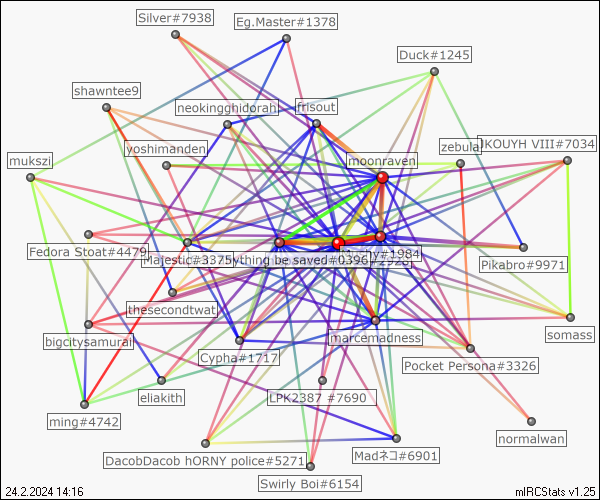 Silver#7938
Eg.Master#1378
Duck#1245
shawntee9
neokingghidorah
frisout
yoshimanden
moonraven
zebula
JKOUYH VIII#7034
mukszi
Fedora Stoat#4479
Majestic#3375
ything be saved#0396
#1984
Pikabro#9971
thesecondtwat
bigcitysamurai
marcemadness
somass
Cypha#1717
Pocket Persona#3326
eliakith
LPK2387 #7690
ming#4742
normalwan
DacobDacob hORNY police#5271
Madネコ#6901
Swirly Boi#6154
24.2.2024 14:16
mIRCStats v1.25